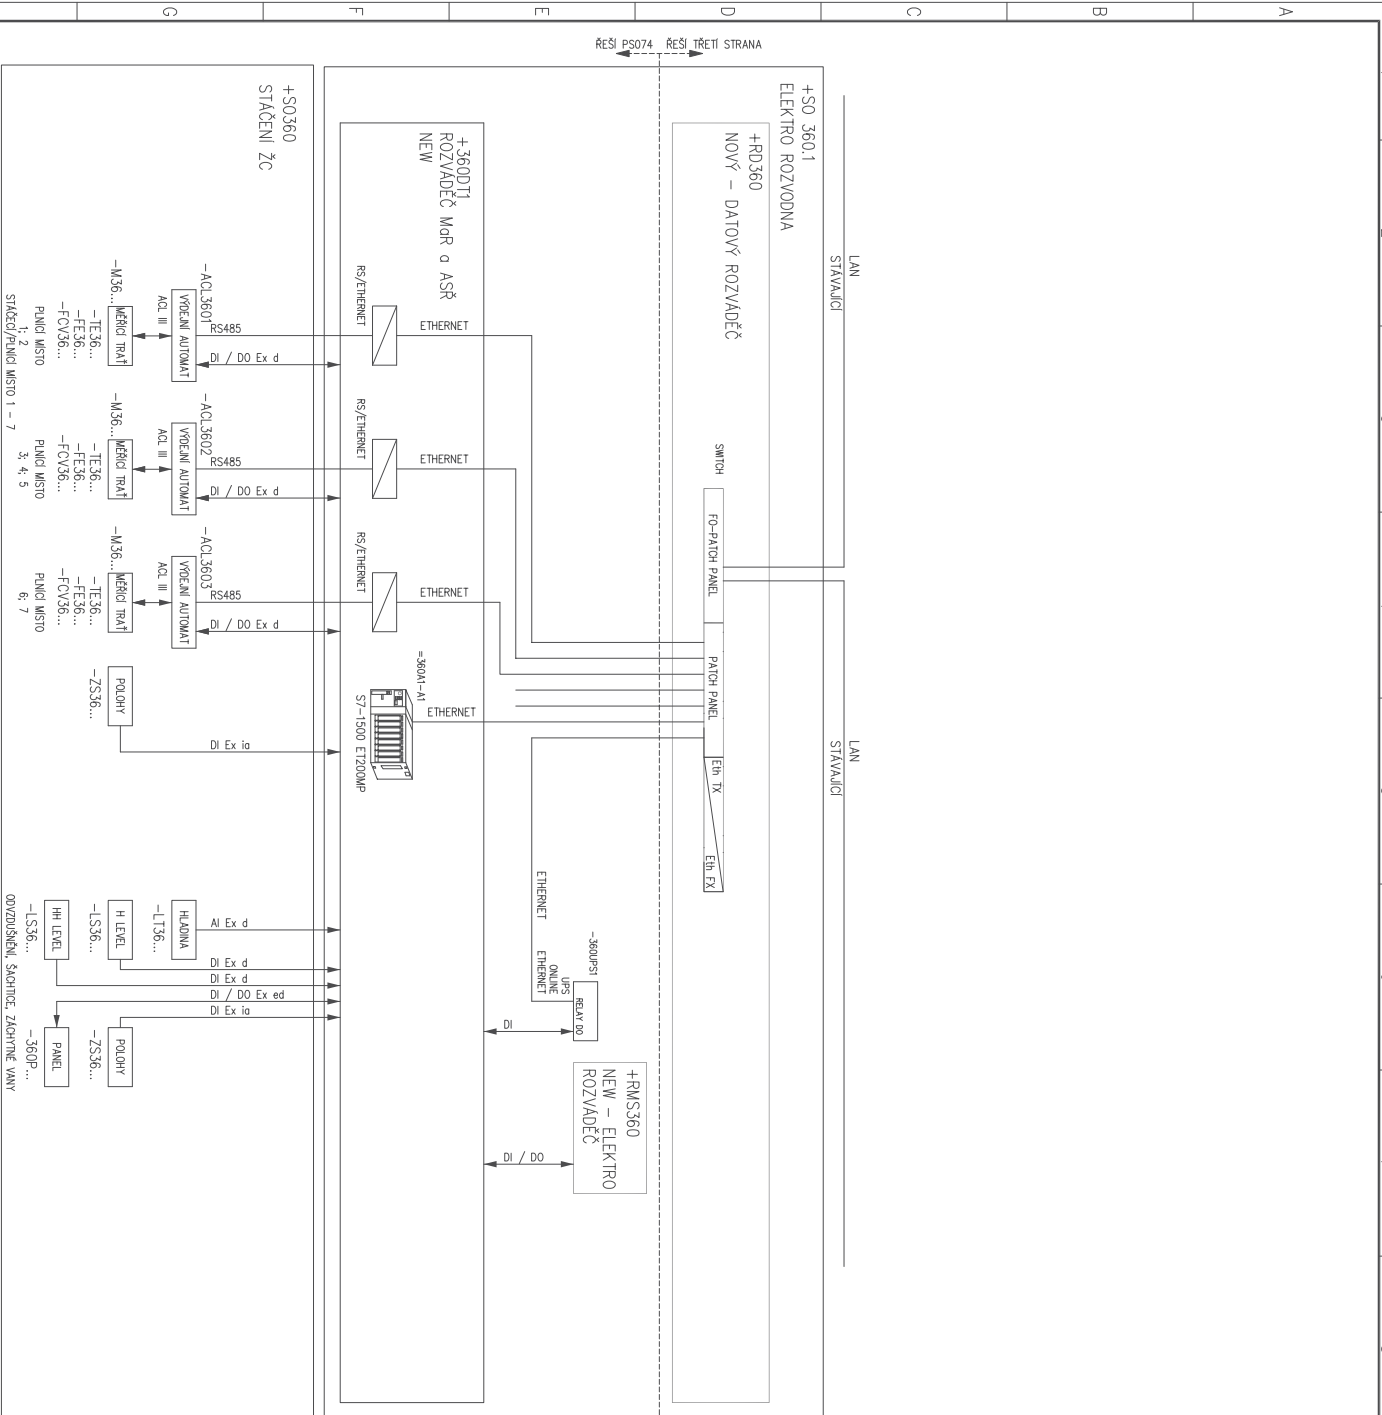 A
B
C
D
E
F
G
LAN
STÁVAJÍCÍ
LAN
STÁVAJÍCÍ
ŘEŠÍ TŘETÍ STRANA
ŘEŠÍ PS074
+SO 360.1
ELEKTRO ROZVODNA
+RD360
NOVÝ – DATOVÝ ROZVÁDĚČ
SWITCH
FO-PATCH PANEL
PATCH PANEL
Eth TX
Eth FX
+RMS360
NEW – ELEKTRO
ROZVÁDĚČ
-360UPS1
RELAY DO
UPS
ONLINE
ETHERNET
ETHERNET
DI
DI / DO
+360DT1
ROZVÁDĚČ MaR a ASŘ
NEW
ETHERNET
ETHERNET
ETHERNET
ETHERNET
RS/ETHERNET
RS/ETHERNET
RS/ETHERNET
=360A1-A1
S7-1500 ET200MP
+SO360
STÁČENÍ ŽC
RS485
DI / DO Ex d
-ACL3601
VÝDEJNÍ AUTOMAT
ACL III
-M36...
MĚŘICÍ TRAŤ
-TE36...
-FE36...
-FCV36...
PLNÍCÍ MÍSTO
1; 2
RS485
DI / DO Ex d
-ACL3602
VÝDEJNÍ AUTOMAT
ACL III
-M36...
MĚŘICÍ TRAŤ
-TE36...
-FE36...
-FCV36...
PLNÍCÍ MÍSTO
3; 4; 5
RS485
DI / DO Ex d
-ACL3603
VÝDEJNÍ AUTOMAT
ACL III
-M36...
MĚŘICÍ TRAŤ
-TE36...
-FE36...
-FCV36...
PLNÍCÍ MÍSTO
6; 7
STÁČECÍ/PLNÍCÍ MÍSTO 1 – 7
DI Ex ia
POLOHY
-ZS36...
AI Ex d
DI Ex d
DI Ex d
DI / DO Ex ed
DI Ex ia
HLADINA
-LT36...
H LEVEL
-LS36...
HH LEVEL
-LS36...
POLOHY
-ZS36...
PANEL
-360P...
ODVZDUŠNĚNÍ, ŠACHTICE, ZÁCHYTNÉ VANY